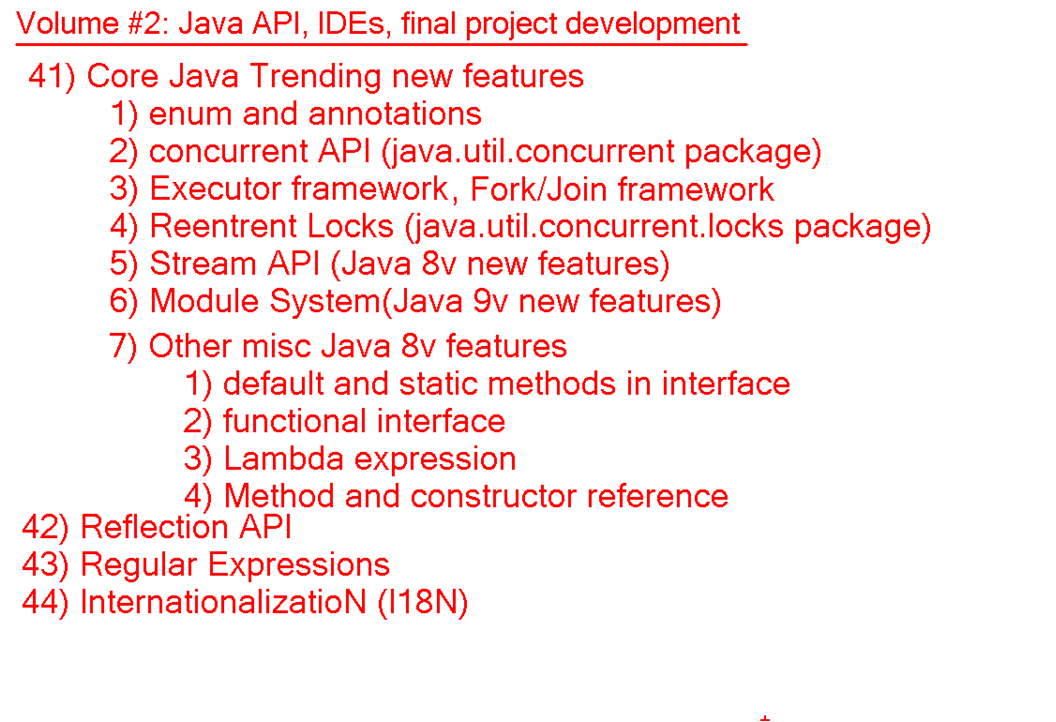 Volume #2: Java API, IDEs, final project development
41) Core Java Trending new features
1) enum and annotations
2) concurrent API (java.util.concurrent package)
3) Executor framework, Fork/Join framework
4) Reentrent Locks (java.util.concurrent.locks package)
5) Stream API (Java 8v new features)
6) Module System(Java 9v new features)
7) Other misc Java 8v features
1) default and static methods in interface
2) functional interface
3) Lambda expression
4) Method and constructor reference
42) Reflection API
43) Regular Expressions
44) InternationalizatioN (I18N)